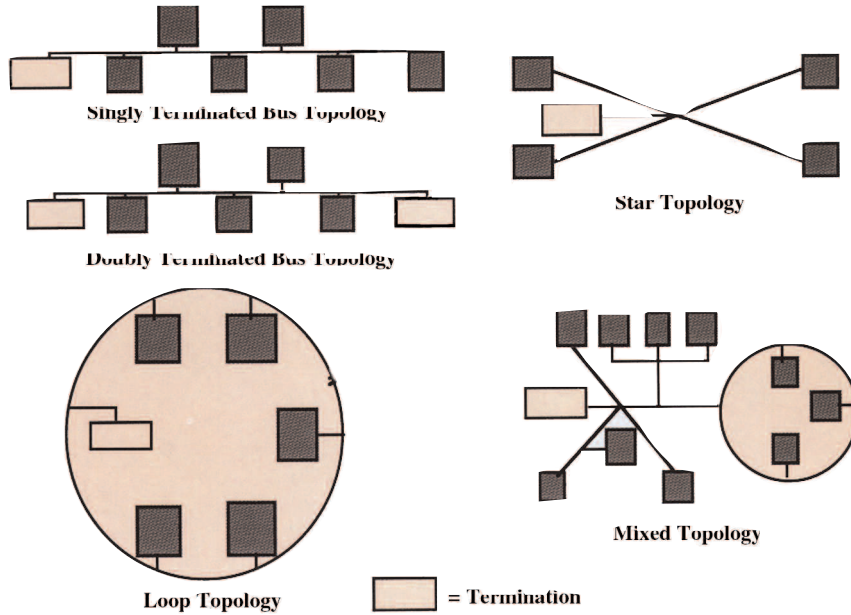 Singly Terminated Bus Topology
Star Topology
Doubly Terminated Bus Topology
Mixed Topology
Loop Topology
= Termination